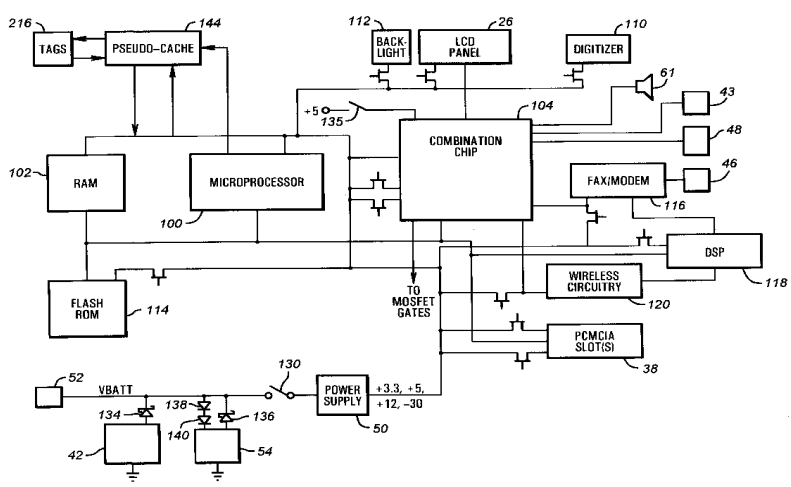 216
144
112
26
110
TAGS
PSEUDO-CACHE
BACK-
LIGHT
LCD
PANEL
DIGITIZER
61
43
+5
135
104
COMBINATION
CHIP
48
102
RAM
MICROPROCESSOR
100
FAX/MODEM
46
116
DSP
118
FLASH
ROM
114
TO
MOSFET
GATES
WIRELESS
CIRCUITRY
120
PCMCIA
SLOT(S)
38
52
VBATT
130
POWER
SUPPLY
+3.3, +5,
+12, -30
50
134
138
136
140
42
54